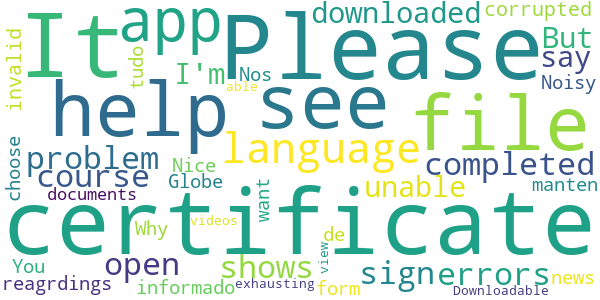 It app Please downloaded corrupted
invalid tudo I'm Nos But say Noisy
help see able file
problem language completed
choose course Nice Globe unable manten
documents Why want videos
certificate
You open shows de view sign errors
reagrdings informado exhausting form Downloadable news